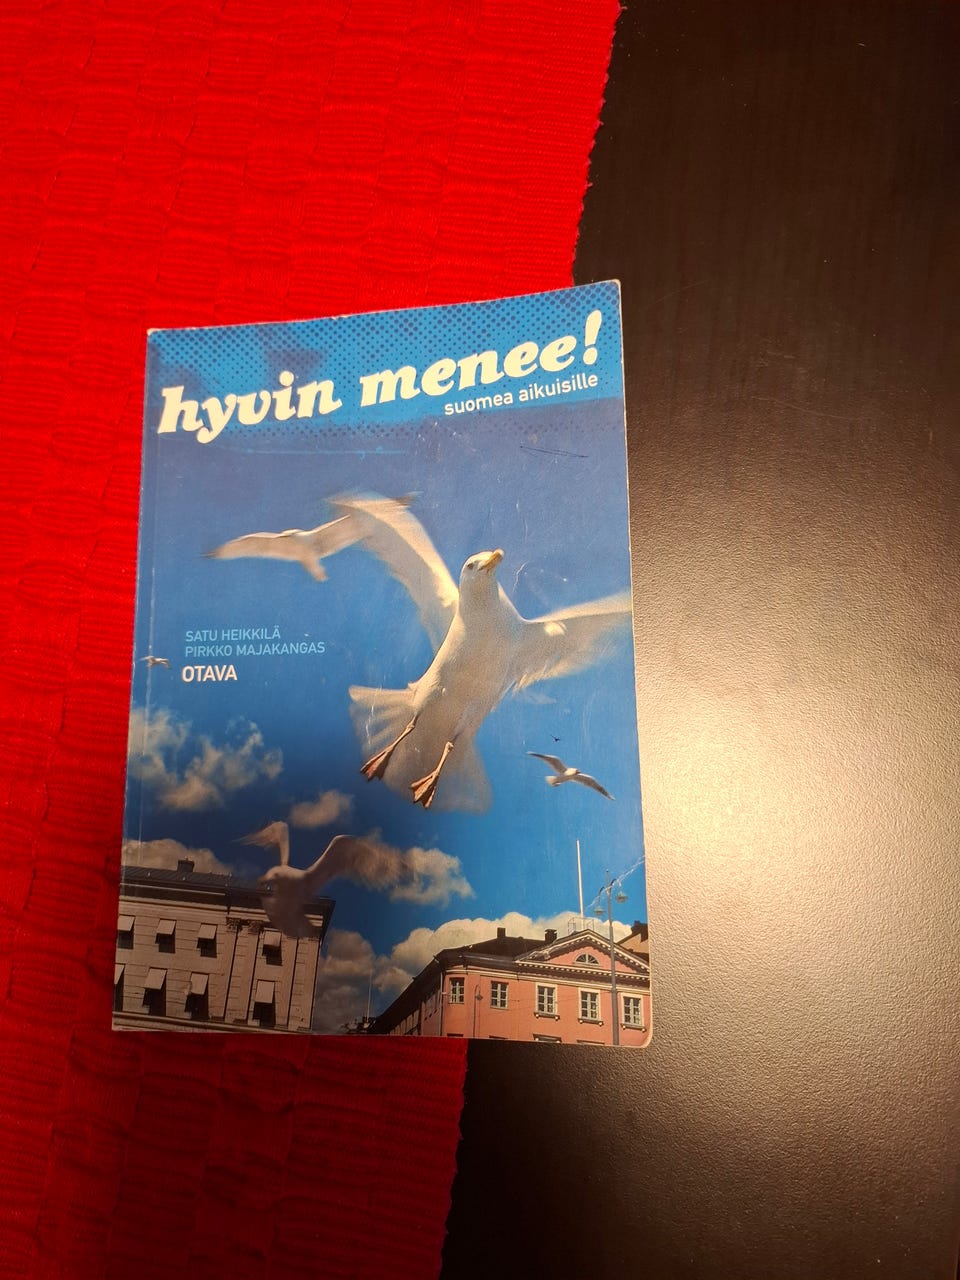 hyvin menee!
suomea aikuisille
SATU HEIKKILÄ
PIRKKO MAJAKANGAS
OTAVA